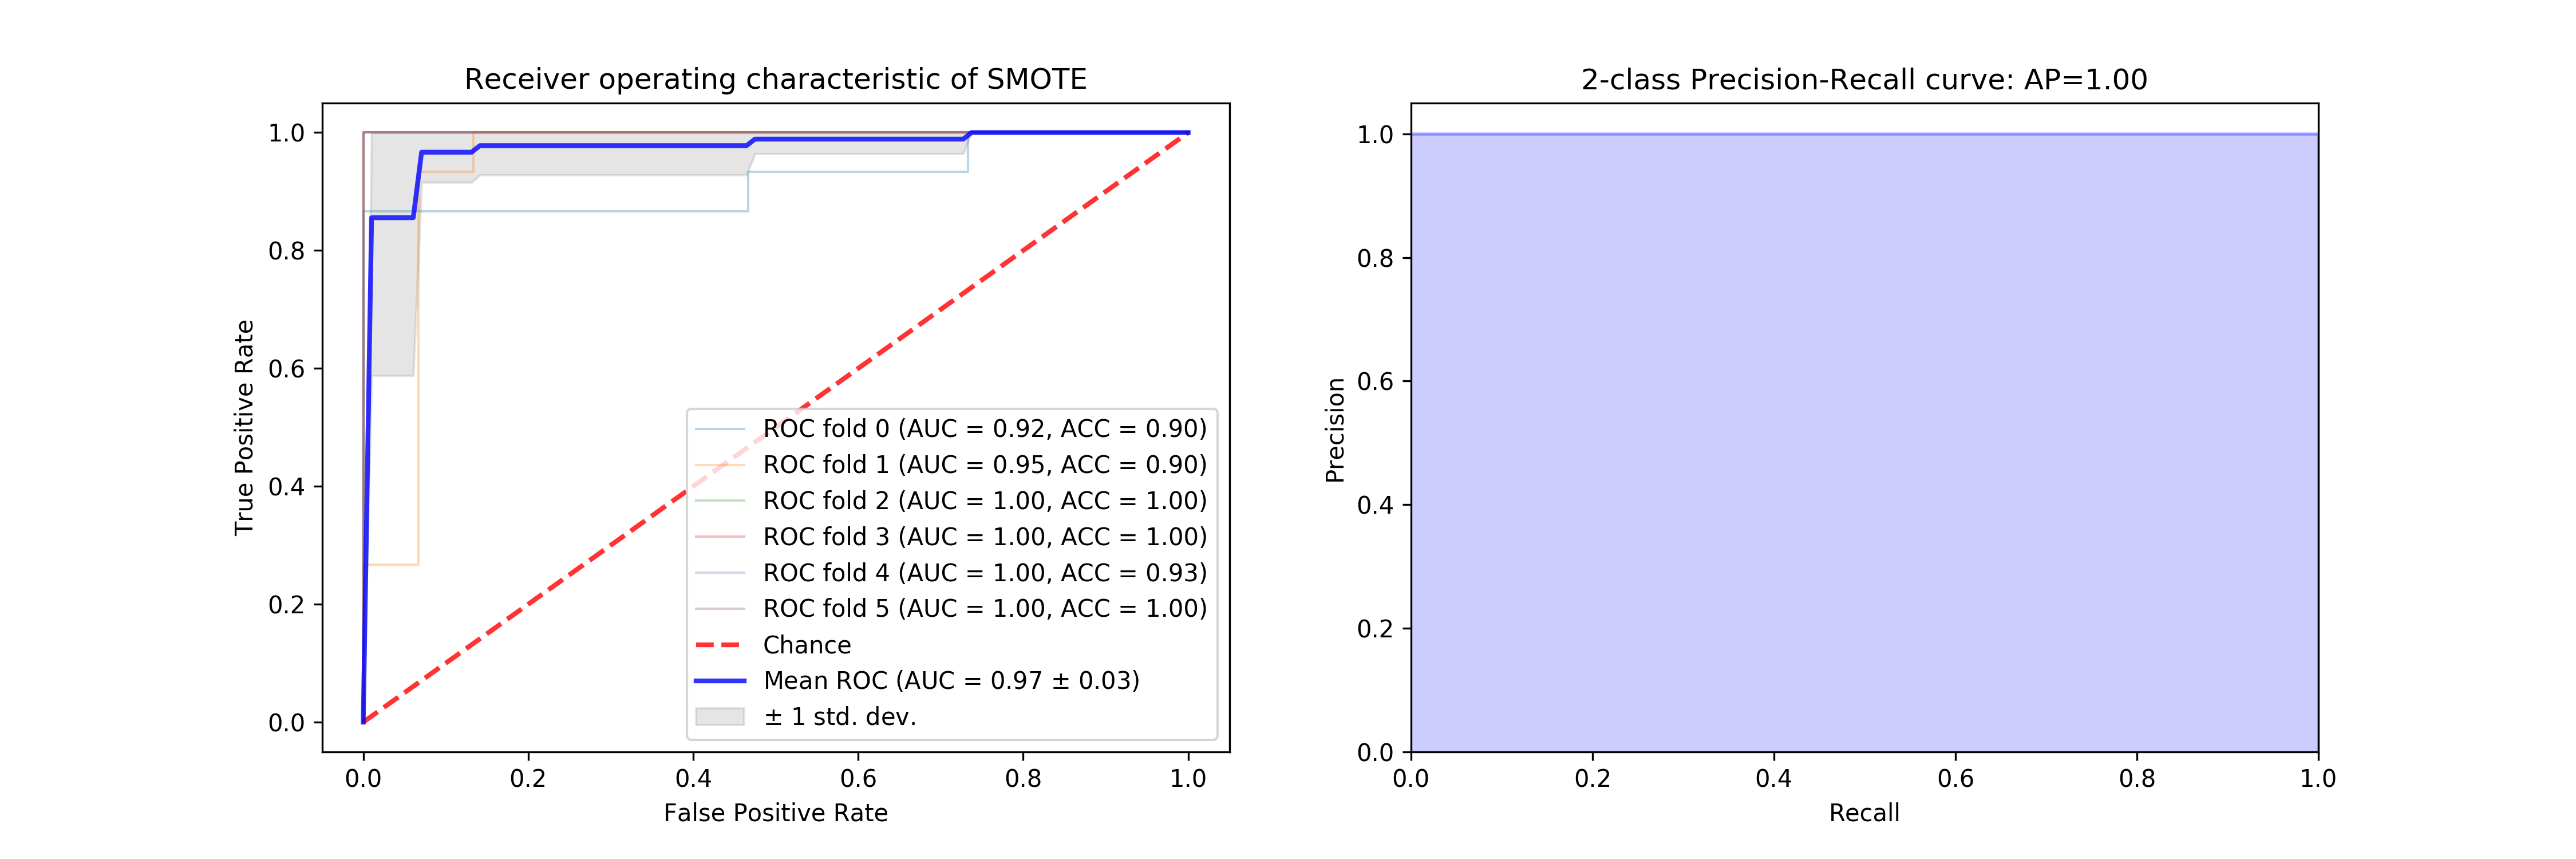 Receiver operating characteristic of SMOTE
True Positive Rate
1.0
0.8
0.6
0.4
0.2
0.0
ROC fold 0 (AUC = 0.92, ACC = 0.90)
ROC fold 1 (AUC = 0.95, ACC = 0.90)
ROC fold 2 (AUC = 1.00, ACC = 1.00)
ROC fold 3 (AUC = 1.00, ACC = 1.00)
ROC fold 4 (AUC = 1.00, ACC = 0.93)
ROC fold 5 (AUC = 1.00, ACC = 1.00)
Chance
Mean ROC (AUC = 0.97 ± 0.03)
± 1 std. dev.
0.0 0.2 0.4 0.6 0.8 1.0
False Positive Rate
2-class Precision-Recall curve: AP=1.00
Precision
1.0
0.8
0.6
0.4
0.2
0.0
0.0 0.2 0.4 0.6 0.8 1.0
Recall